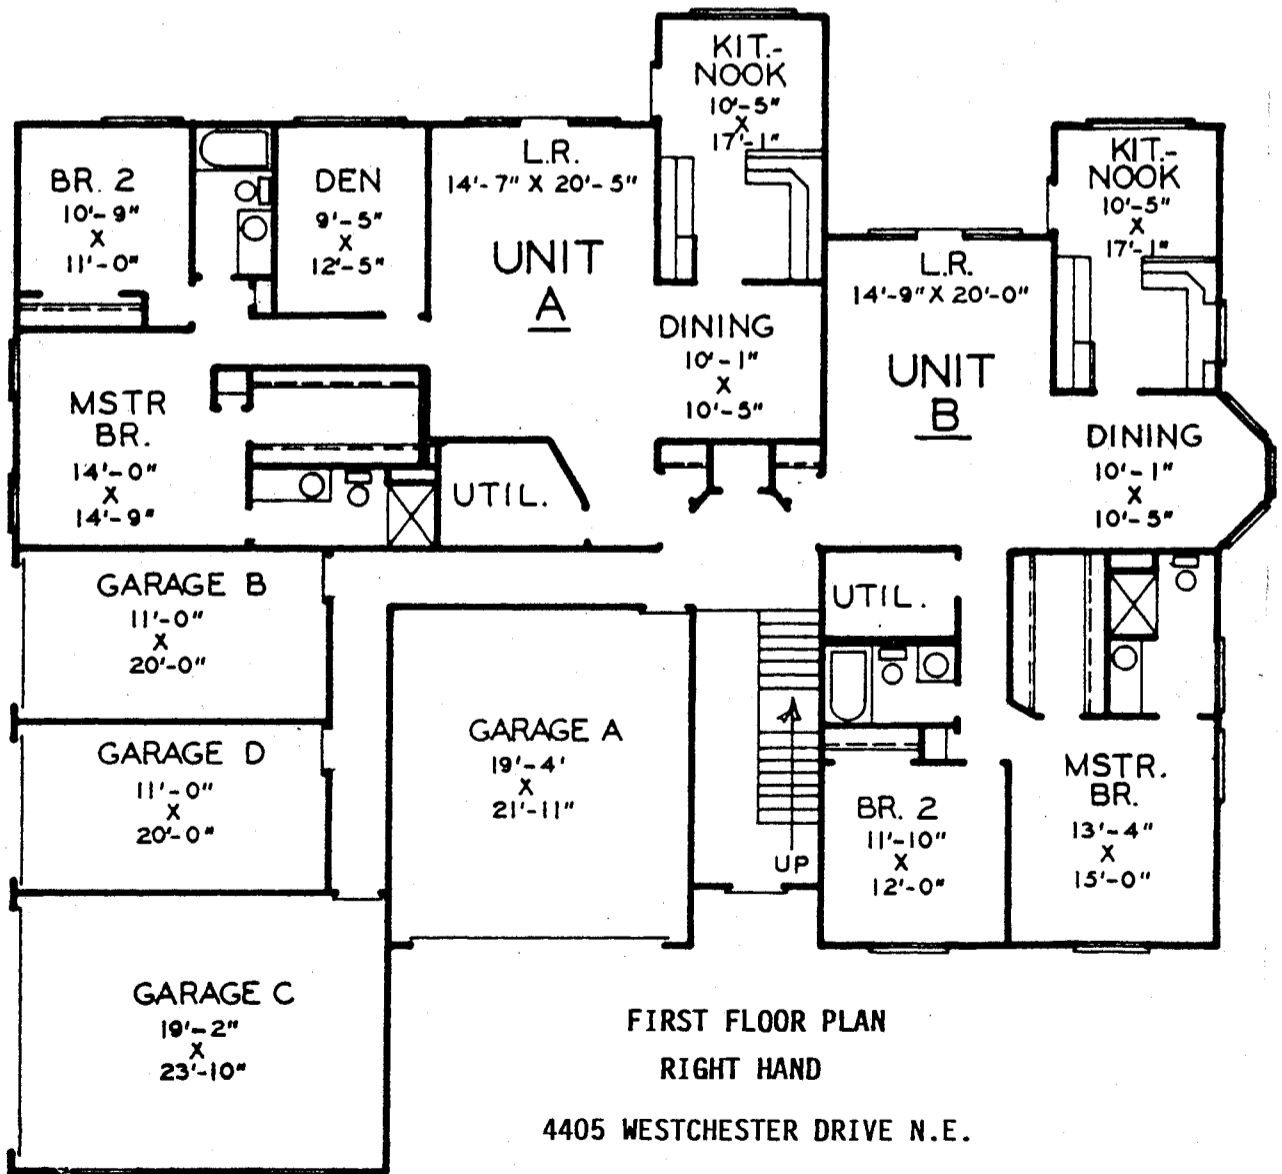 KIT.-
NOOK
10'-5"
X
17'-1"
BR. 2
10'-9"
X
11'-0"
DEN
9'-5"
X
12'-5"
L.R.
14'-7" X 20'-5"
UNIT
A
KIT.-
NOOK
10'-5"
X
17'-1"
L.R.
14'-9" X 20'-0"
UNIT
B
DINING
10'-1"
X
10'-5"
MSTR
BR.
14'-0"
X
14'-9"
UTIL.
DINING
10'-1"
X
10'-5"
GARAGE B
11'-0"
X
20'-0"
UTIL.
GARAGE D
11'-0"
X
20'-0"
GARAGE A
19'-4'
X
21'-11"
UP
BR. 2
11'-10"
X
12'-0"
MSTR.
BR.
13'-4"
X
15'-0"
GARAGE C
19'-2"
X
23'-10"
FIRST FLOOR PLAN
RIGHT HAND
4405 WESTCHESTER DRIVE N.E.